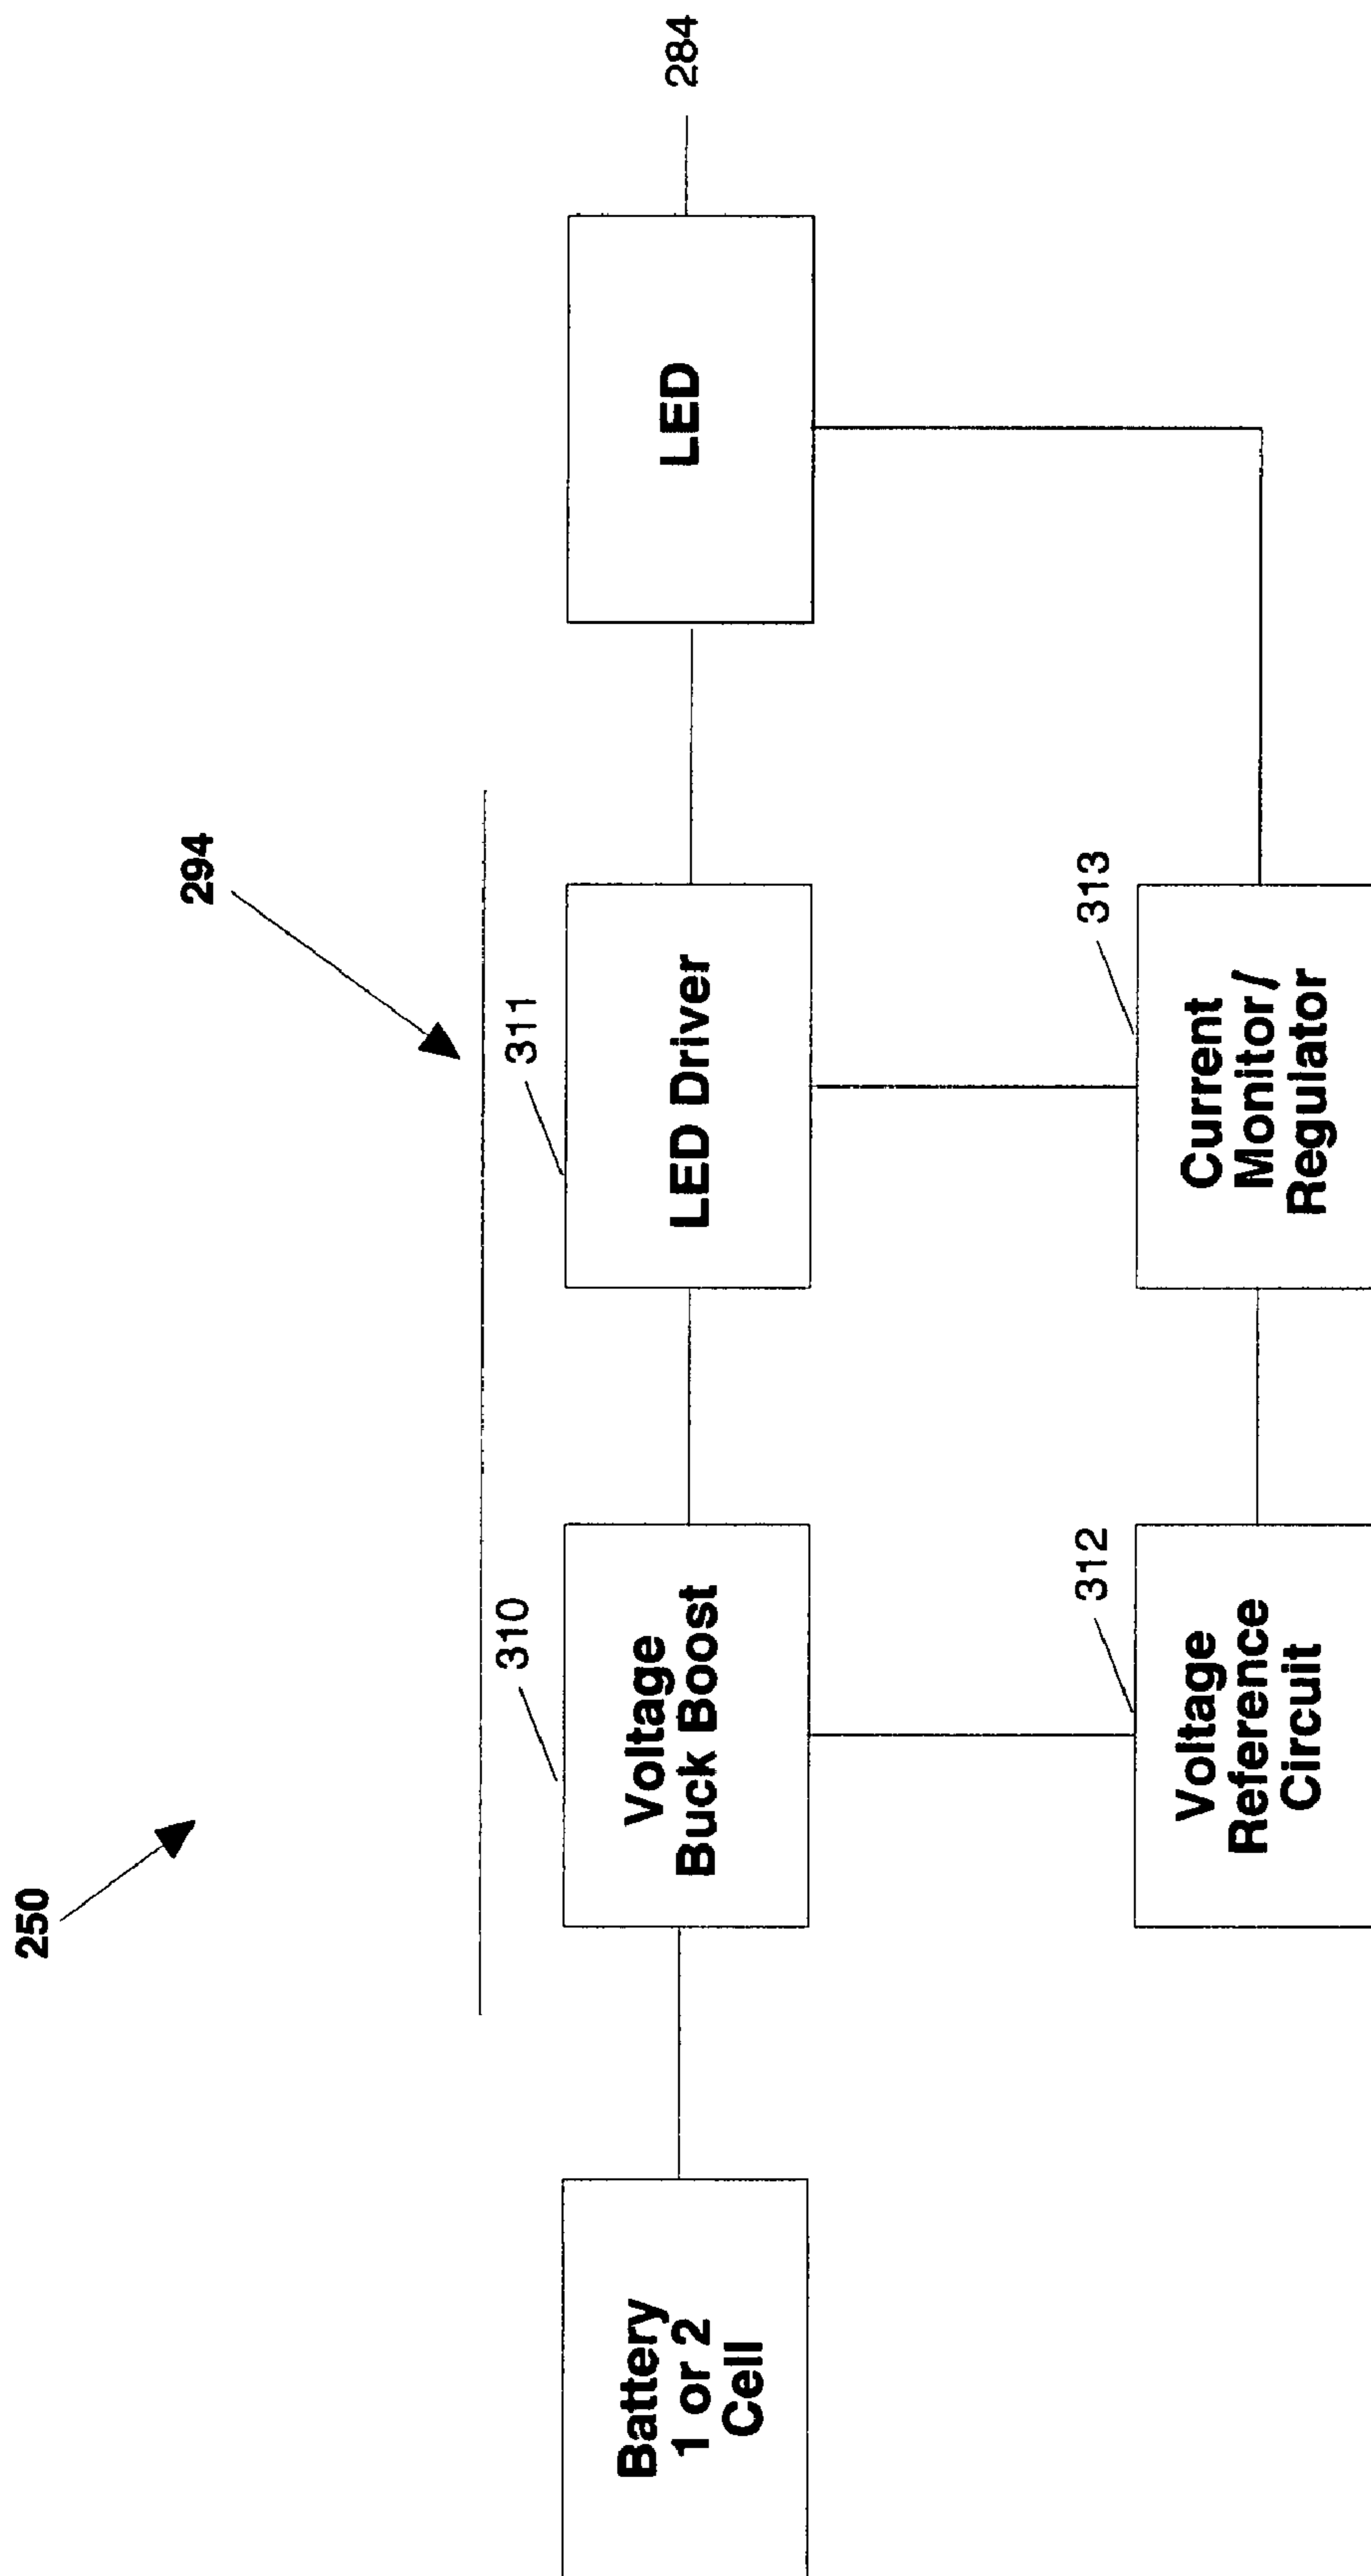 250
294
310
311
284
Battery
1 or 2
Cell
Voltage
Buck Boost
LED Driver
LED
312
313
Voltage
Reference
Circuit
Current
Monitor/
Regulator